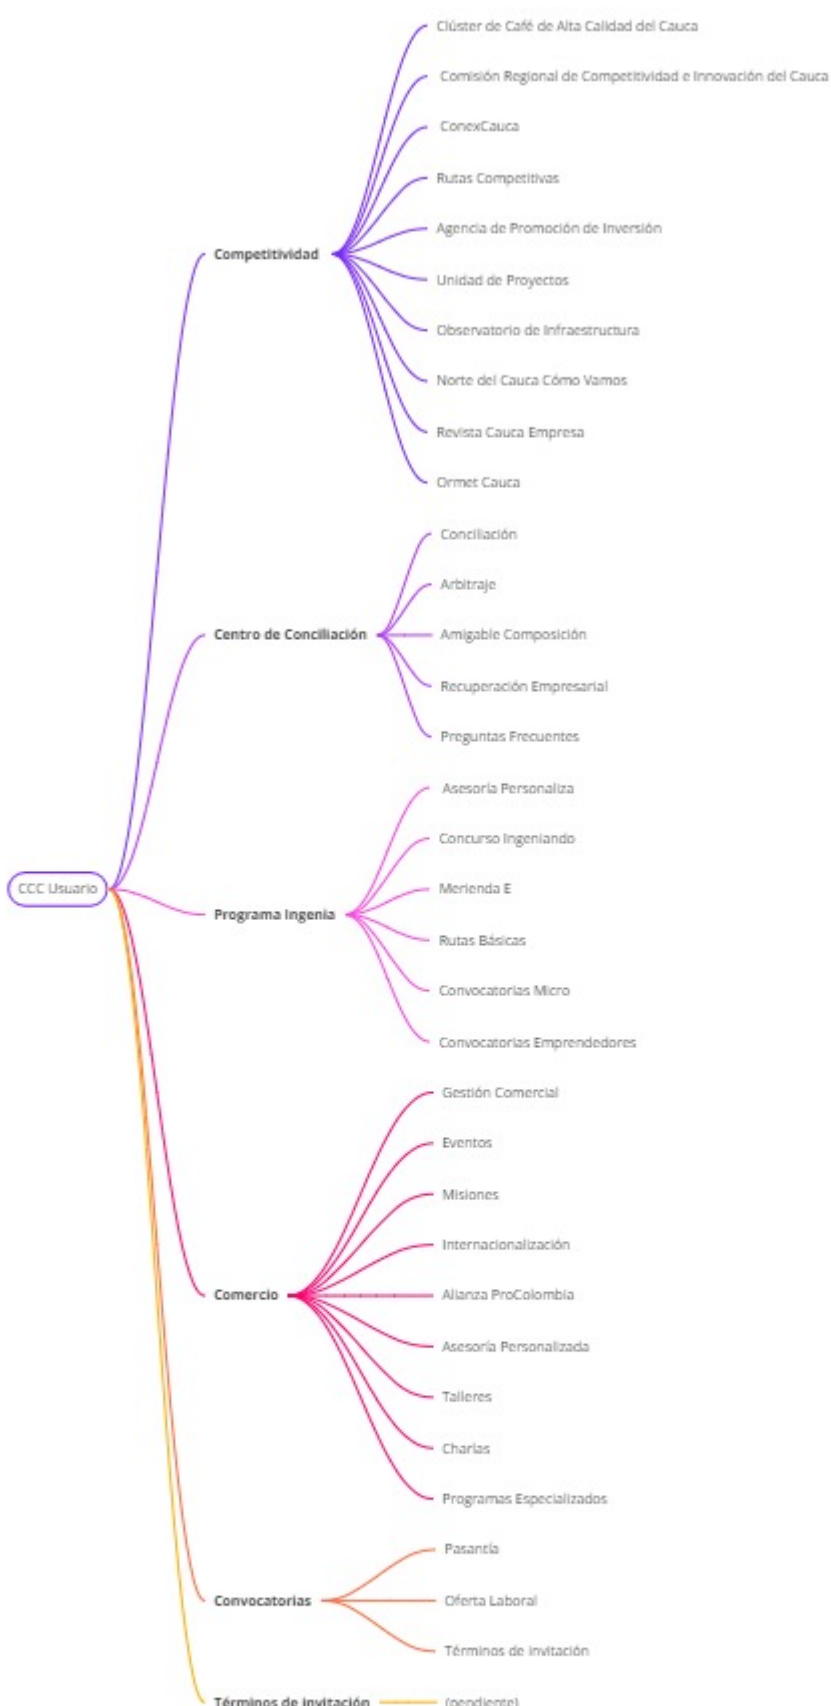 Clúster de Café de Alta Calidad del Cauca
Comisión Regional de Competitividad e Innovación del Cauca
ConexCauca
Rutas Competitivas
Agencia de Promoción de Inversión
Competitividad
Unidad de Proyectos
Observatorio de Infraestructura
Norte del Cauca Cómo Vamos
Revista Cauca Empresa
Ormet Cauca
Conciliación
Arbitraje
Centro de Conciliación
Amigable Composición
Recuperación Empresarial
Preguntas Frecuentes
Asesoría Personaliza
Concurso Ingeniando
CCC Usuario
Merienda E
Programa Ingenia
Rutas Básicas
Convocatorias Micro
Convocatorias Emprendedores
Gestión Comercial
Eventos
Misiones
Internacionalización
Comercio
Alianza ProColombia
Asesoría Personalizada
Talleres
Charlas
Programas Especializados
Pasantía
Convocatorias
Oferta Laboral
Términos de invitación
Términos de invitación
(pendiente)